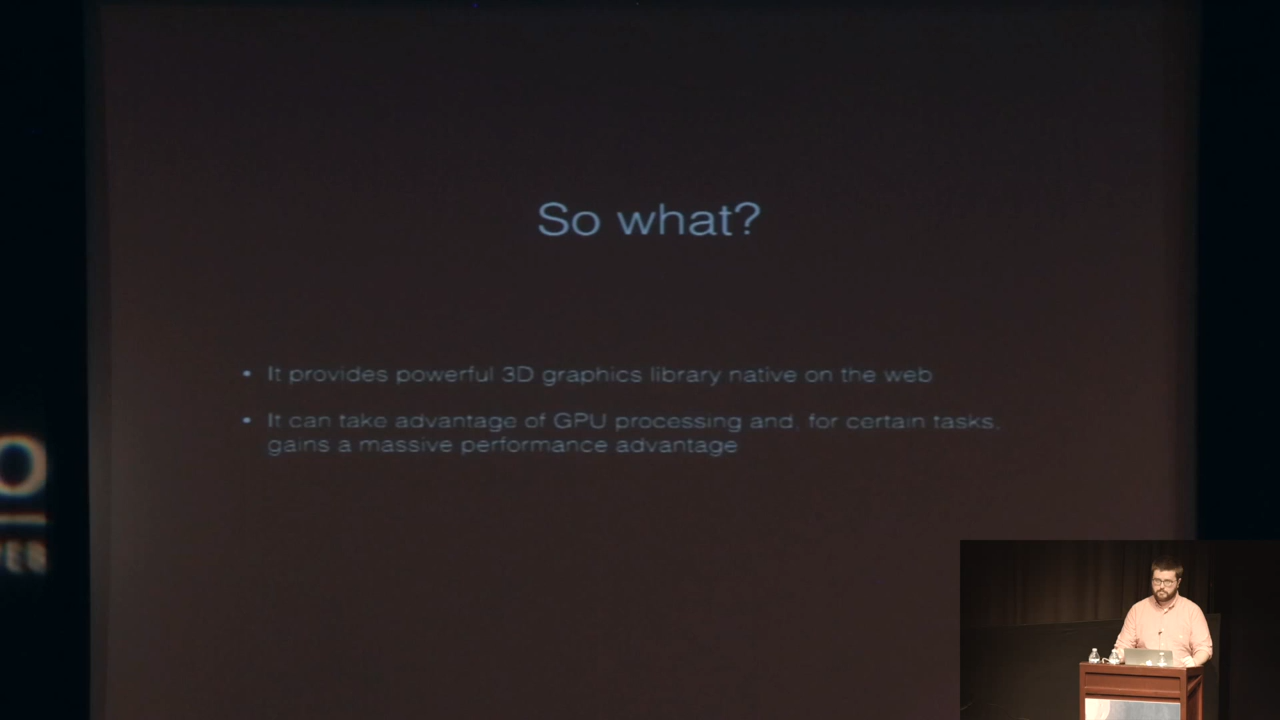 So what?
• It provides powerful 3D graphics library native on the web
• It can take advantage of GPU processing and, for certain tasks,
gains a massive performance advantage